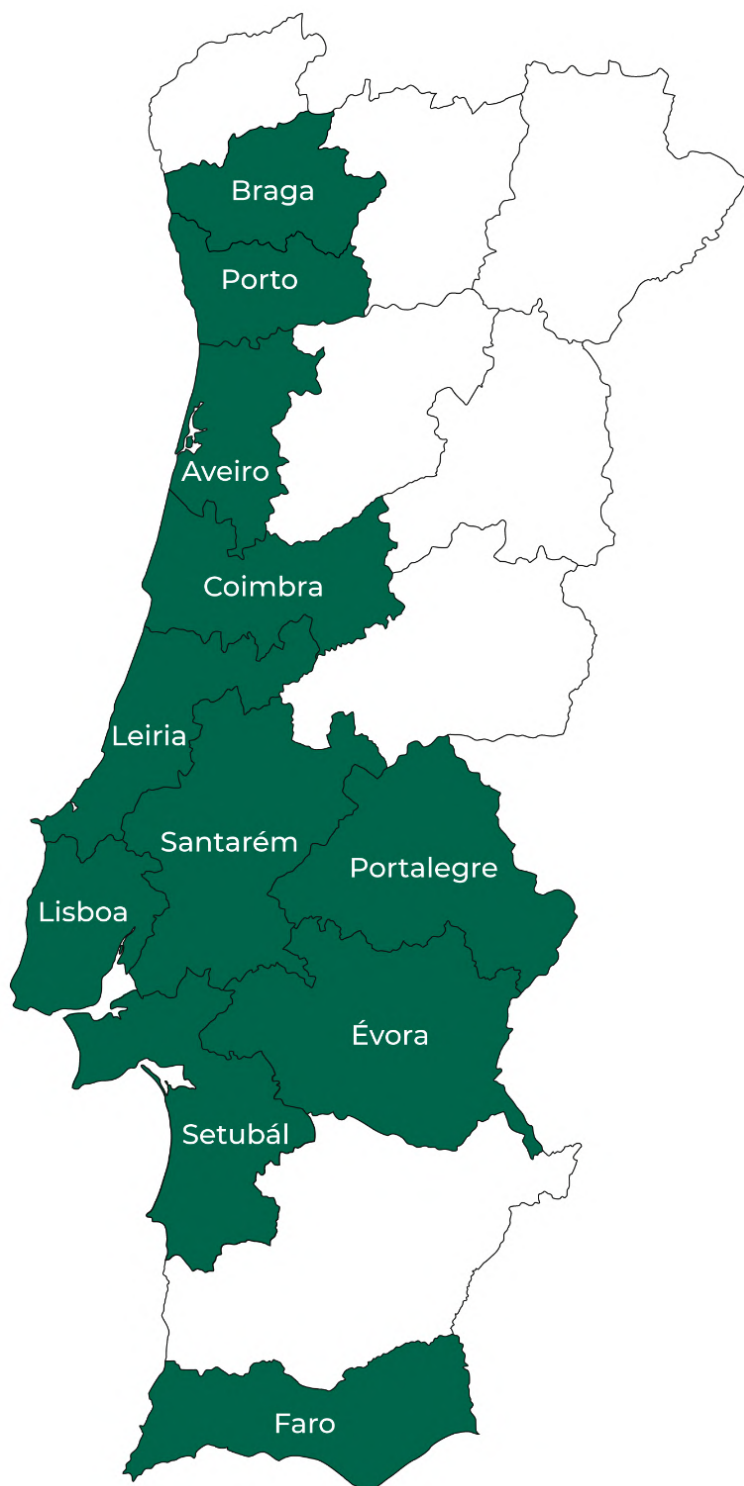 Braga
Porto
Aveiro
Coimbra
Leiria
Santarém
Portalegre
Lisboa
Évora
Setubál
Faro